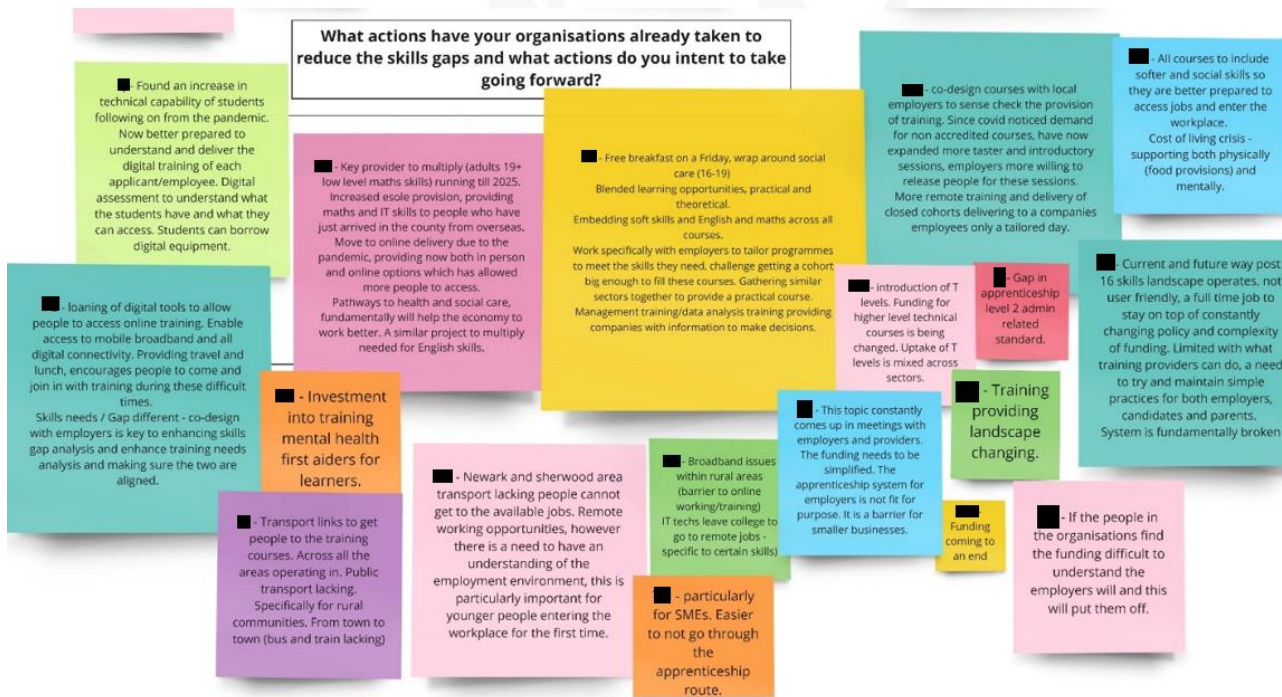 What actions have your organisations already taken to
reduce the skills gaps and what actions do you intent to take
going forward?
- Found an increase in
technical capability of students
following on from the pandemic.
Now better prepared to
understand and deliver the
digital training of each
applicant/employee. Digital
assessment to understand what
the students have and what they
can access. Students can borrow
digital equipment.
- Key provider to multiply (adults 19+
low level maths skills) running till 2025.
Increased esole provision, providing
maths and IT skills to people who have
just arrived in the county from overseas.
Move to online delivery due to the
pandemic, providing now both in person
and online options which has allowed
more people to access.
Pathways to health and social care,
fundamentally will help the economy to
work better. A similar project to multiply
needed for English skills.
- Free breakfast on a Friday, wrap around social
care (16-19)
Blended learning opportunities, practical and
theoretical.
Embedding soft skills and English and maths across all
courses.
Work specifically with employers to tailor programmes
to meet the skills they need, challenge getting a cohort
big enough to fill these courses. Gathering similar
sectors together to provide a practical course.
Management training/data analysis training providing
companies with information to make decisions.
- co-design courses with local
employers to sense check the provision
of training. Since covid noticed demand
for non accredited courses, have now
expanded more taster and introductory
sessions, employers more willing to
release people for these sessions.
More remote training and delivery of
closed cohorts delivering to a companies
employees only a tailored day.
- All courses to include
softer and social skills so
they are better prepared to
access jobs and enter the
workplace.
Cost of living crisis -
supporting both physically
(food provisions) and
mentally.
- loaning of digital tools to allow
people to access online training. Enable
access to mobile broadband and all
digital connectivity. Providing travel and
lunch, encourages people to come and
join in with training during these difficult
times.
Skills needs / Gap different - co-design
with employers is key to enhancing skills
gap analysis and enhance training needs
analysis and making sure the two are
aligned.
- Investment
into training
mental health
first aiders for
learners.
- introduction of T
levels. Funding for
higher level technical
courses is being
changed. Uptake of T
levels is mixed across
sectors.
- Gap in
apprenticeship
level 2 admin
related
standard.
- Current and future way post
16 skills landscape operates. not
user friendly, a full time job to
stay on top of constantly
changing policy and complexity
of funding. Limited with what
training providers can do, a need
to try and maintain simple
practices for both employers,
candidates and parents.
System is fundamentally broken
- Training
providing
landscape
changing.
- This topic constantly
comes up in meetings with
employers and providers.
The funding needs to be
simplified. The
apprenticeship system for
employers is not fit for
purpose. It is a barrier for
smaller businesses.
- Newark and sherwood area
transport lacking people cannot
get to the available jobs. Remote
working opportunities, however
there is a need to have an
understanding of the
employment environment, this is
particularly important for
younger people entering the
workplace for the first time.
- Broadband issues
within rural areas
(barrier to online
working/training)
IT techs leave college to
go to remote jobs -
specific to certain skills)
- Transport links to get
people to the training
courses. Across all the
areas operating in. Public
transport lacking.
Specifically for rural
communities. From town to
town (bus and train lacking)
- particularly
for SMEs. Easier
to not go through
the
apprenticeship
route.
-
Funding
coming to
an end
- If the people in
the organisations find
the funding difficult to
understand the
employers will and this
will put them off.